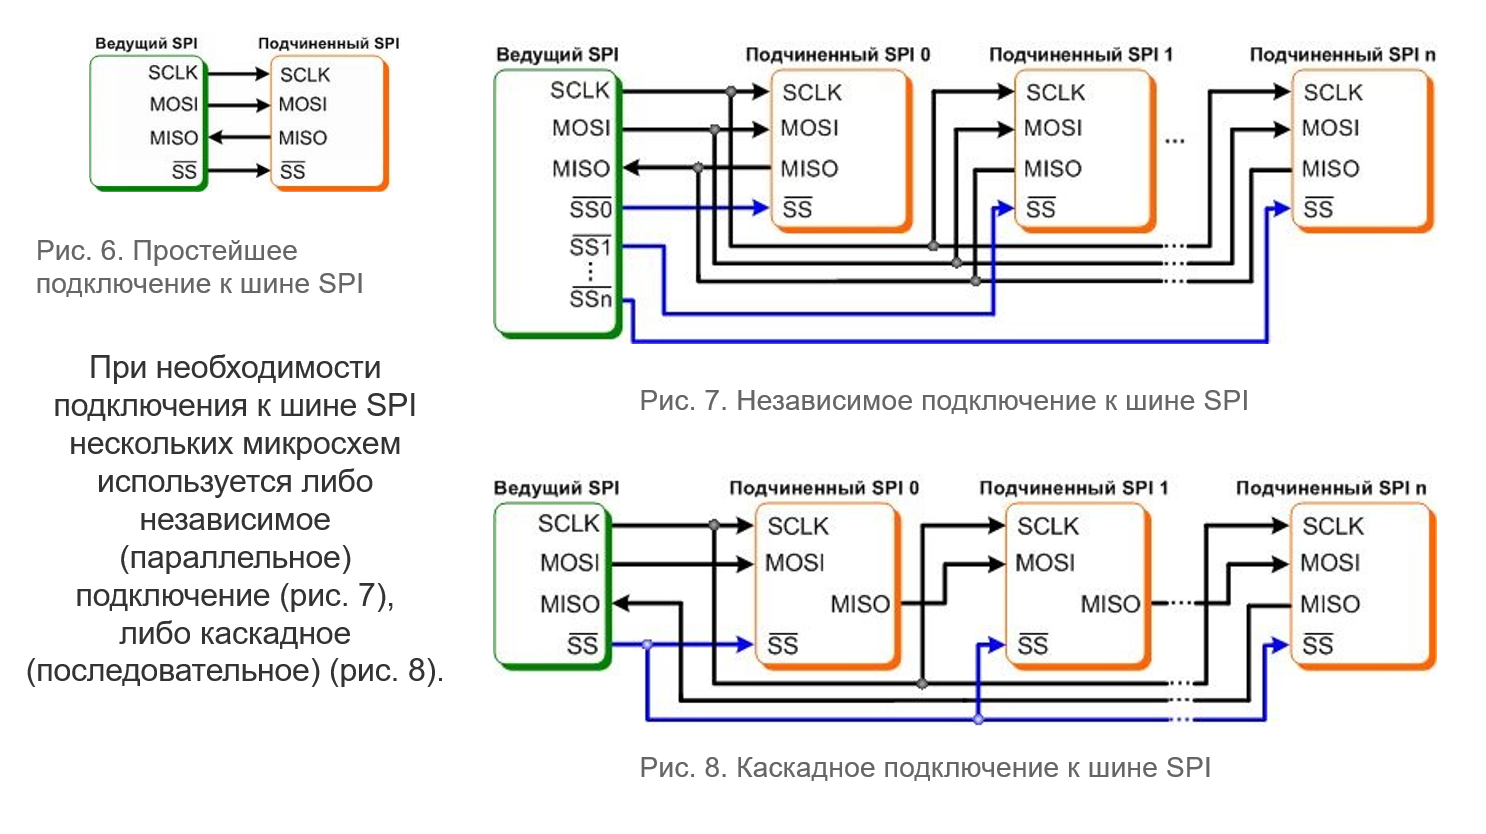 Ведущий SPI
Подчиненный SPI
SCLK
SCLK
MOSI
MOSI
MISO
MISO
SS
SS
Рис. 6. Простейшее
подключение к шине SPI
При необходимости
подключения к шине SPI
нескольких микросхем
используется либо
независимое
(параллельное)
подключение (рис. 7),
либо каскадное
(последовательное) (рис. 8).
Ведущий SPI
Подчиненный SPI 0
Подчиненный SPI 1
Подчиненный SPI n
SCLK
SCLK
SCLK
SCLK
MOSI
MOSI
MOSI
MOSI
...
MISO
MISO
MISO
MISO
SS0
SS
SS
SS
SS1
SSn
Рис. 7. Независимое подключение к шине SPI
Ведущий SPI
Подчиненный SPI 0
Подчиненный SPI 1
Подчиненный SPI n
SCLK
SCLK
SCLK
SCLK
MOSI
MOSI
MOSI
MOSI
MISO
MISO
MISO
MISO
SS
SS
SS
SS
Рис. 8. Каскадное подключение к шине SPI